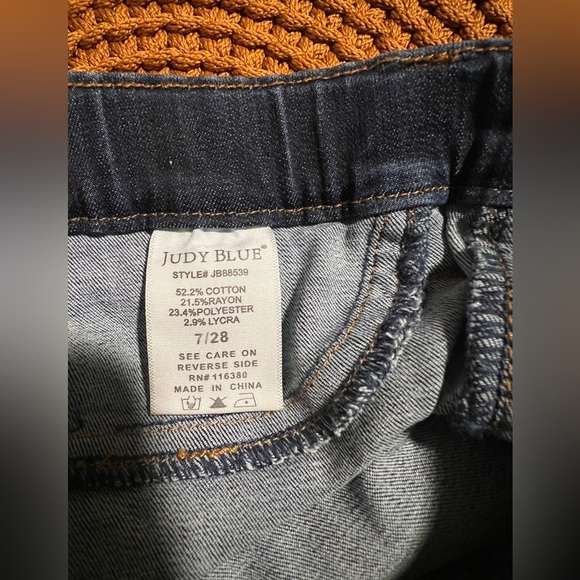 JUDY BLUE®
STYLE# JB88539
52.2% COTTON
21.5%RAYON
23.4%POLYESTER
2.9% LYCRA
7/28
SEE CARE ON
REVERSE SIDE
RN# 116380
MADE IN CHINA